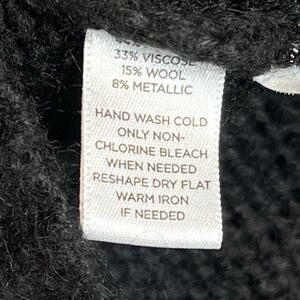 33% VISCOSE
15% WOOL
8% METALLIC
HAND WASH COLD
ONLY NON-
CHLORINE BLEACH
WHEN NEEDED
RESHAPE DRY FLAT
WARM IRON
IF NEEDED